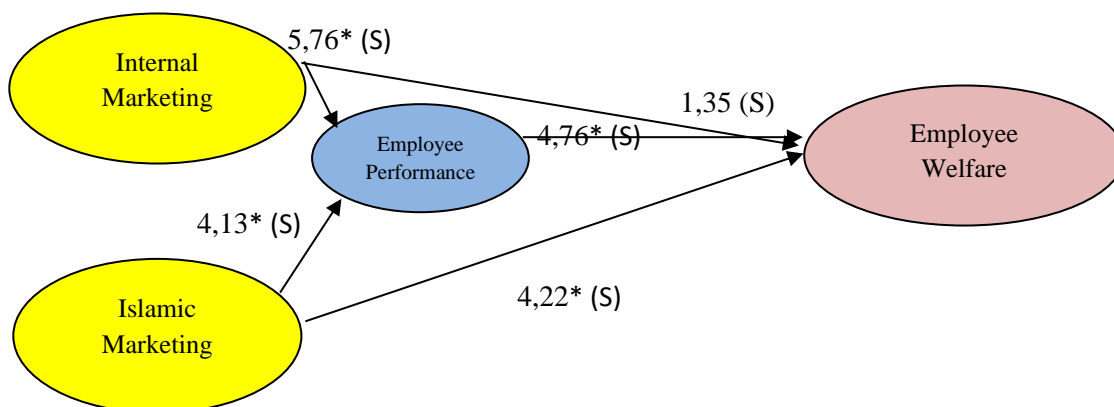 5,76* (S)
Internal
Marketing
1,35 (S)
4,76* (S)
Employee
Performance
Employee
Welfare
4,13* (S)
4,22* (S)
Islamic
Marketing